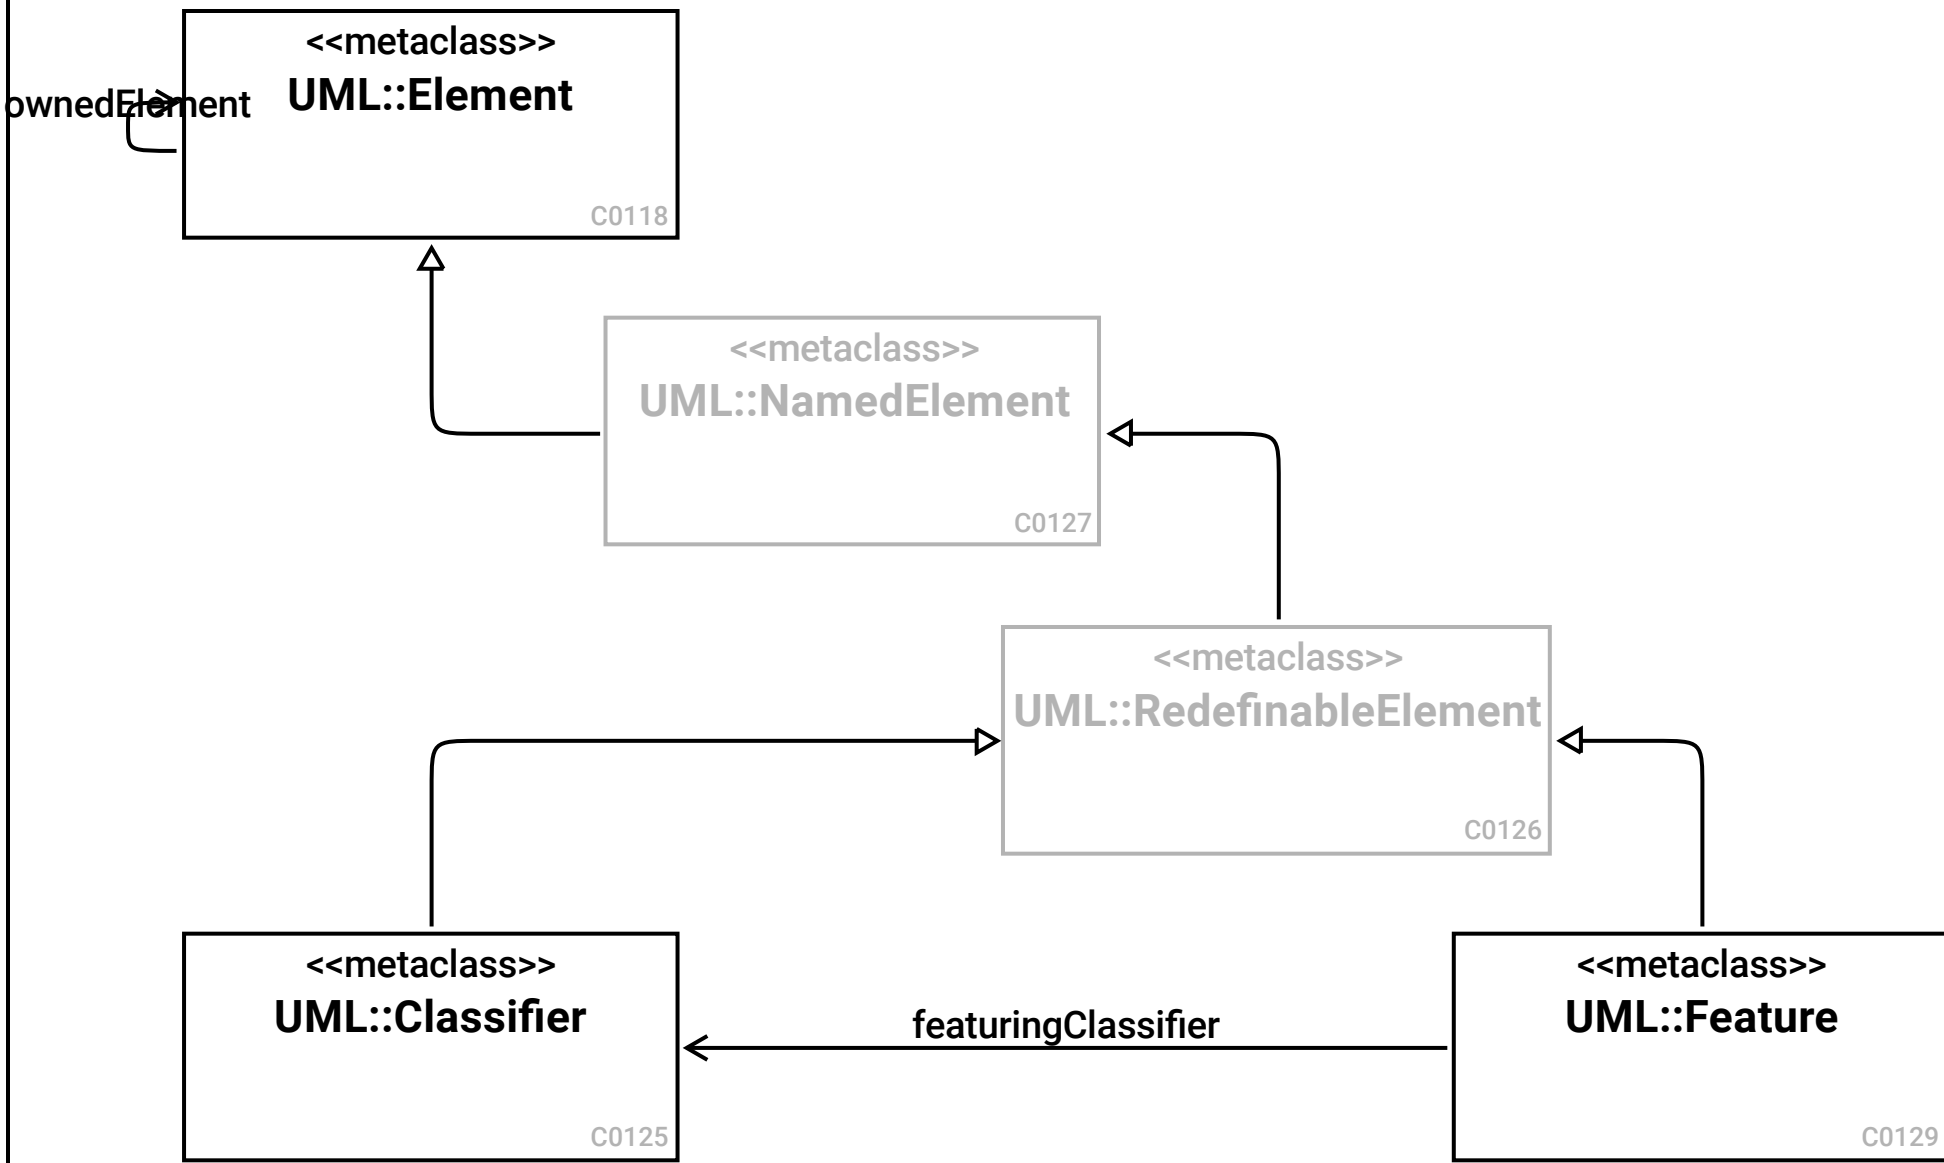 <<metaclass>>
UML::Element
ownedElement
C0118
<<metaclass>>
UML::NamedElement
C0127
<<metaclass>>
UML::RedefinableElement
C0126
<<metaclass>>
UML::Classifier
C0125
featuringClassifier
<<metaclass>>
UML::Feature
C0129